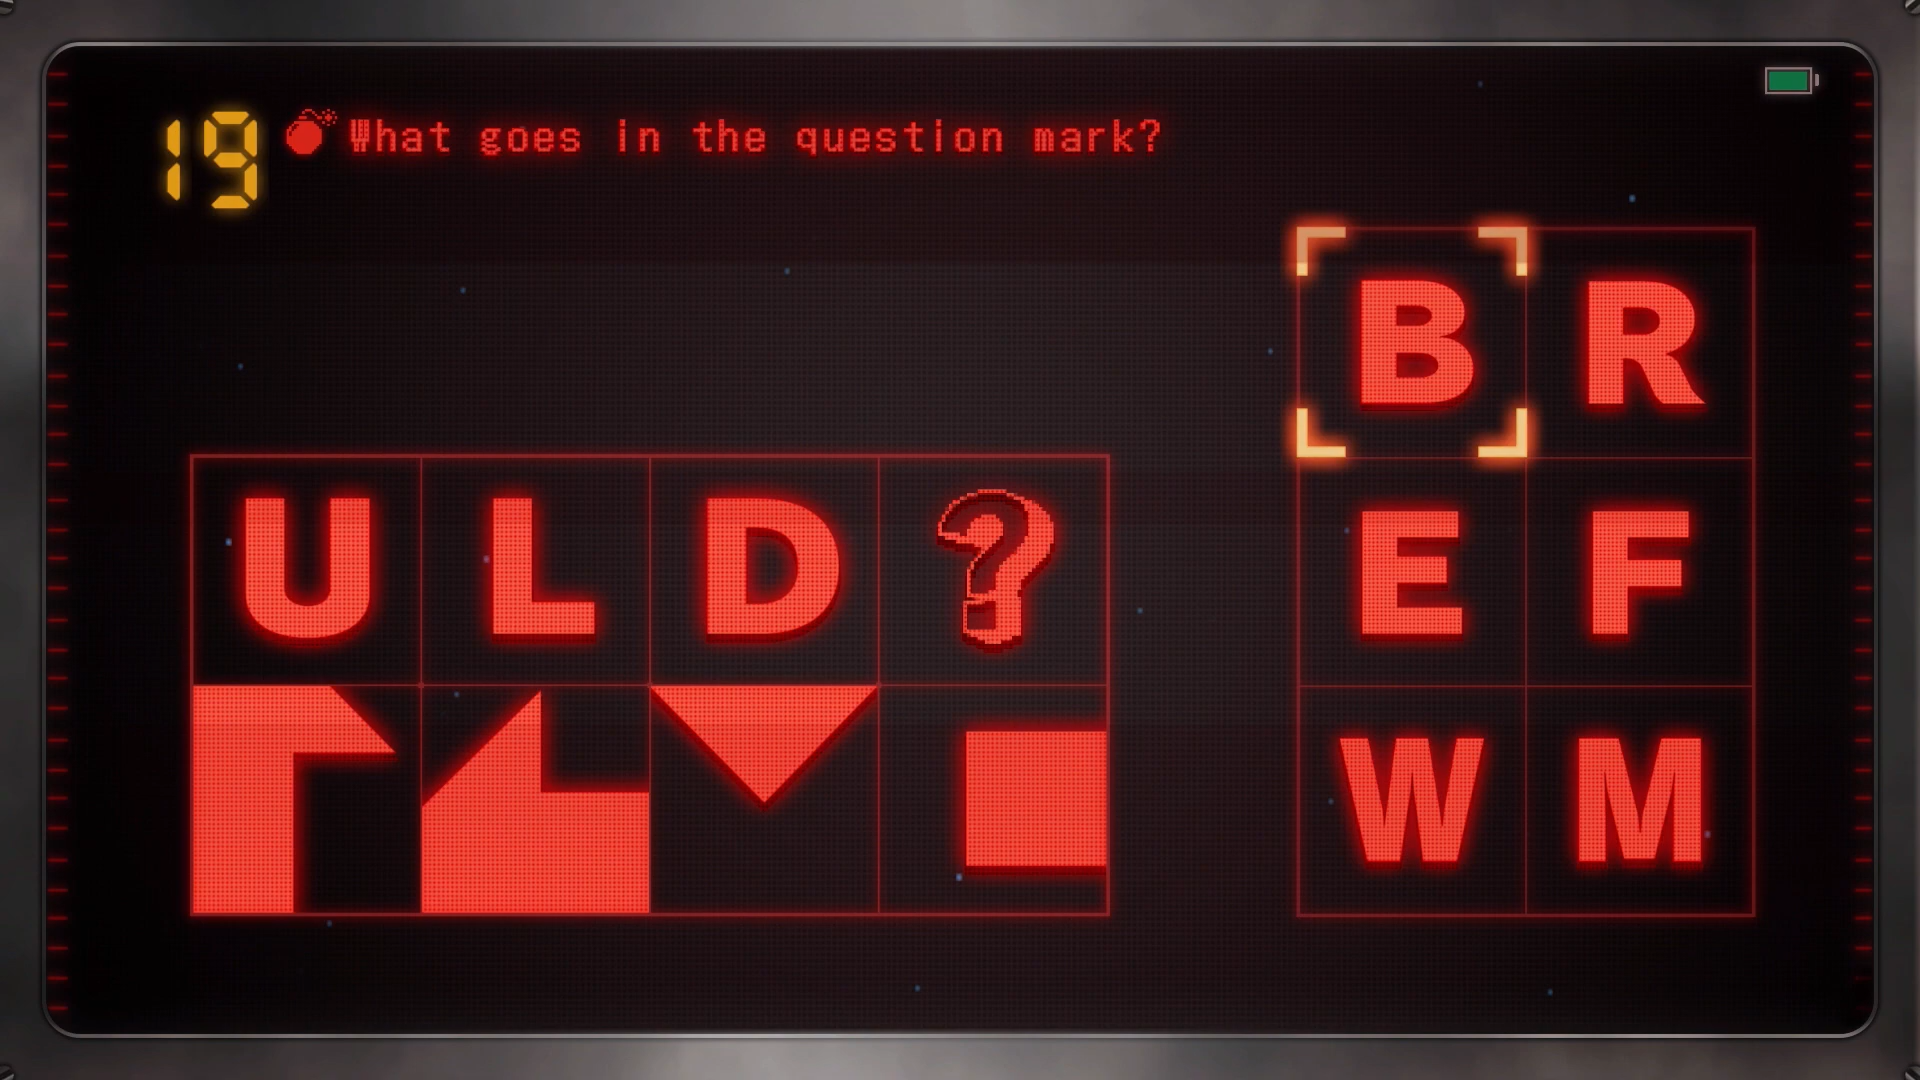 19 What goes in the question mark?
B R
U L D ?
E F
W M